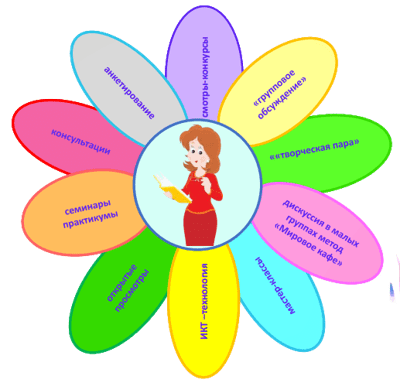 смотры-конкурсы
«групповое
обсуждение»
««творческая пара»
дискуссия в малых
группах метод
«Мировое кафе»
мастер-классы
ИКТ –технология
открытые
просмотры
семинары
практикумы
консультации
анкетирование